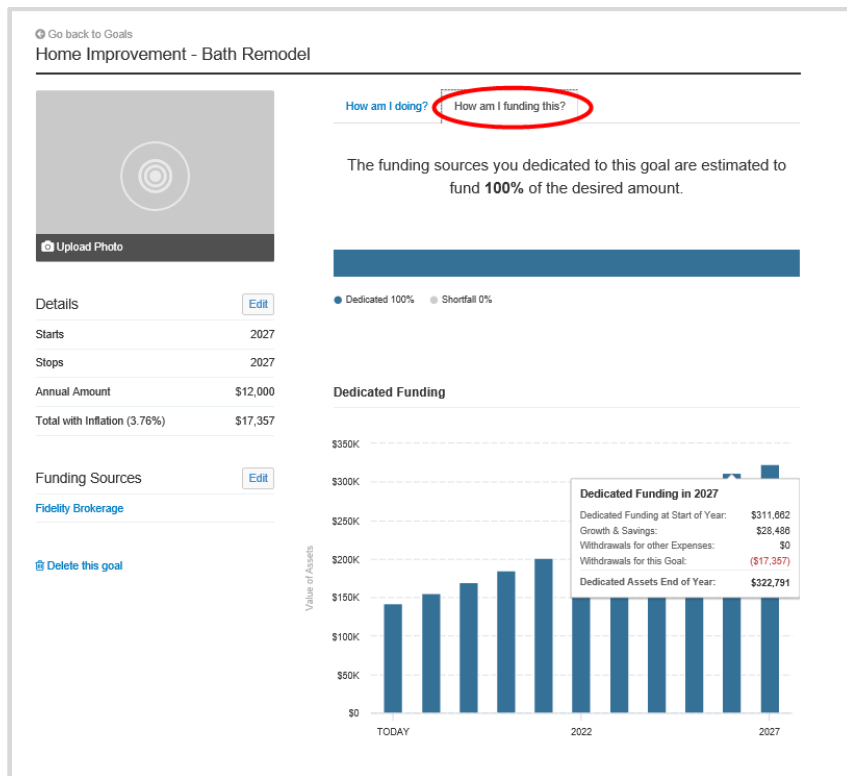 Go back to Goals
Home Improvement - Bath Remodel
How am I doing?
How am I funding this?
The funding sources you dedicated to this goal are estimated to
fund 100% of the desired amount.
Upload Photo
Dedicated 100%
Shortfall 0%
Details
Edit
Starts 2027
Stops 2027
Annual Amount $12,000
Total with Inflation (3.76%) $17,357
Funding Sources
Edit
Fidelity Brokerage
Delete this goal
Dedicated Funding
$350K
$300K
$250K
$200K
$150K
$100K
$50K
$0
Value of Assets
Dedicated Funding in 2027
Dedicated Funding at Start of Year: $311,662
Growth & Savings: $28,486
Withdrawals for other Expenses: $0
Withdrawals for this Goal: ($17,357)
Dedicated Assets End of Year: $322,791
TODAY
2022
2027